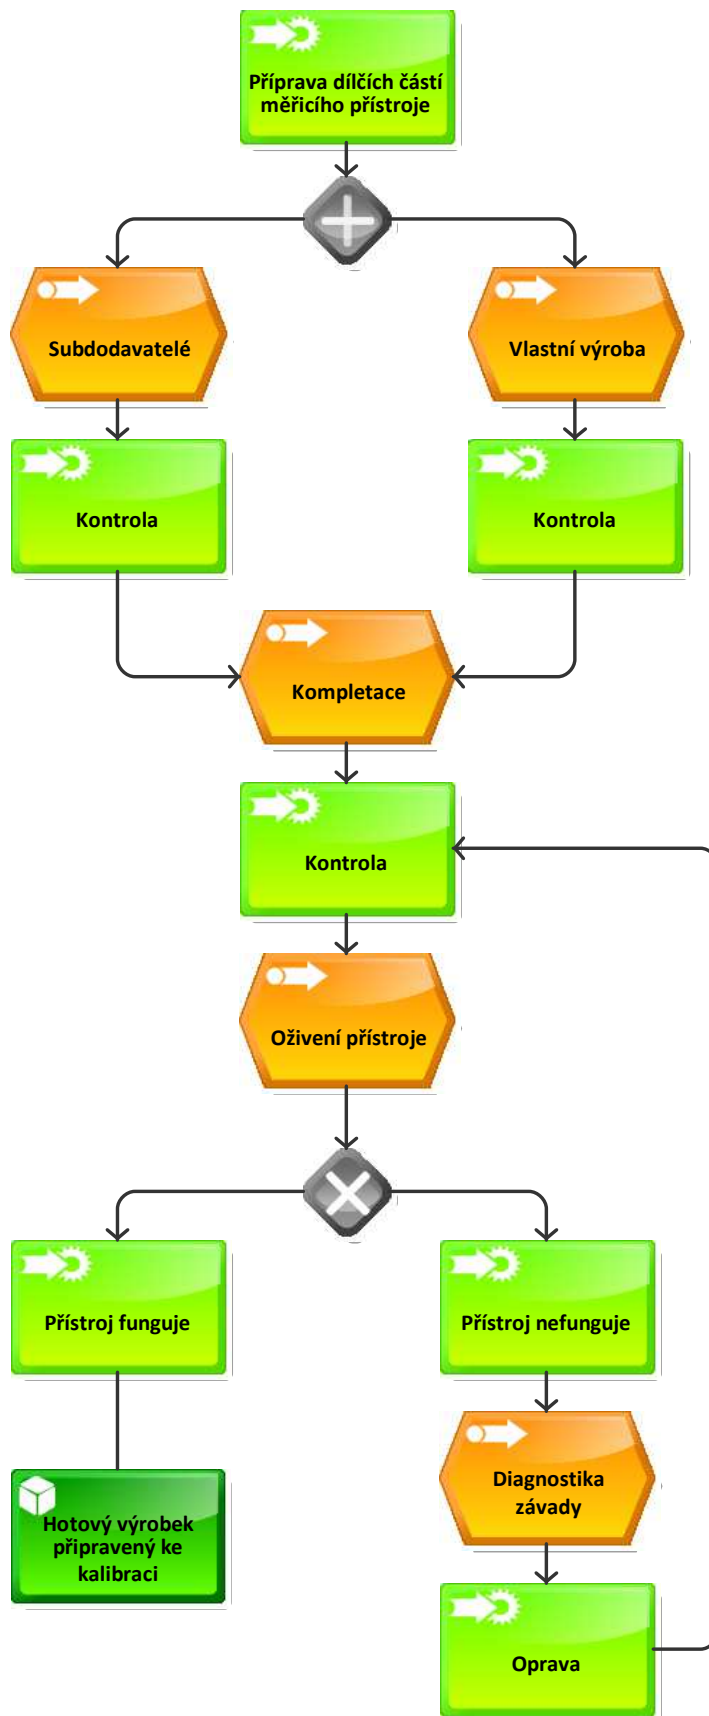 Příprava dílčích částí
měřicího přístroje
Subdodavatelé
Vlastní výroba
Kontrola
Kontrola
Kompletace
Kontrola
Oživení přístroje
Přístroj funguje
Přístroj nefunguje
Hotový výrobek
připravený ke
kalibraci
Diagnostika
závady
Oprava